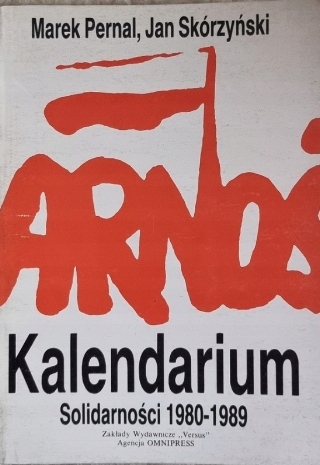 Marek Pernal, Jan Skórzyński
ARNOŚ
Kalendarium
Solidarności 1980-1989
Zakłady Wydawnicze „Versus"
Agencja OMNIPRESS